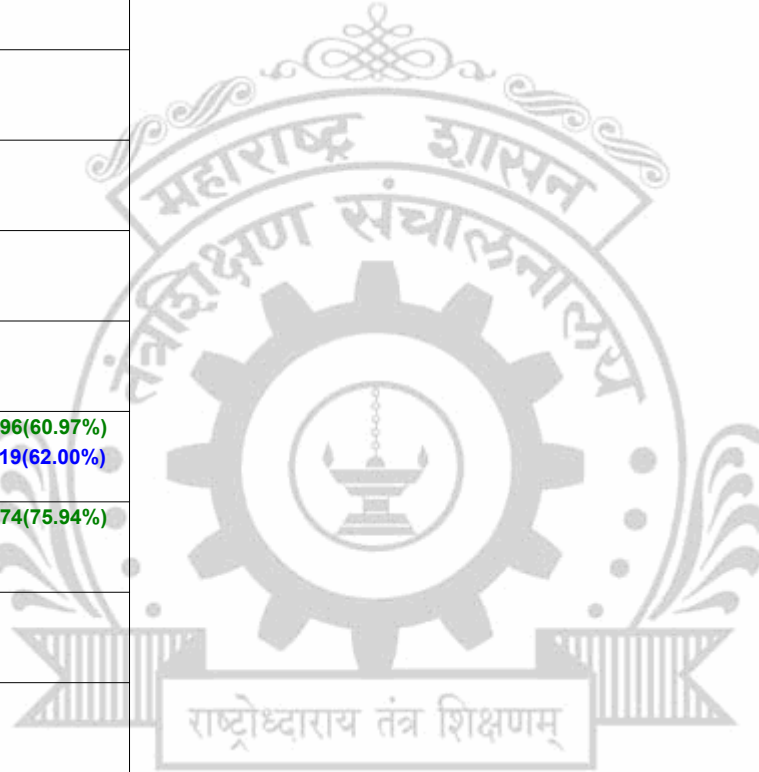 महाराष्ट्र शासन
तंत्रशिक्षण संचालनालय
96(60.97%)
19(62.00%)
74(75.94%)
राष्ट्रोध्दाराय तंत्र शिक्षणम्